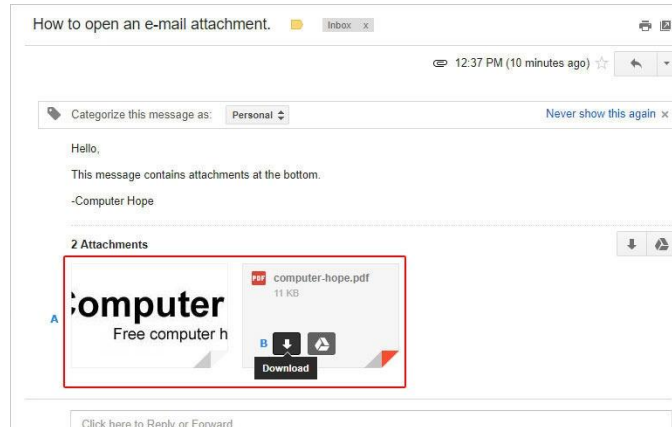 How to open an e-mail attachment. Inbox x
12:37 PM (10 minutes ago)
Categorize this message as: Personal Never show this again x
Hello,
This message contains attachments at the bottom.
-Computer Hope
2 Attachments
PDF computer-hope.pdf
11 KB
Computer
Free computer h
A
B
Download
Click here to Reply or Forward